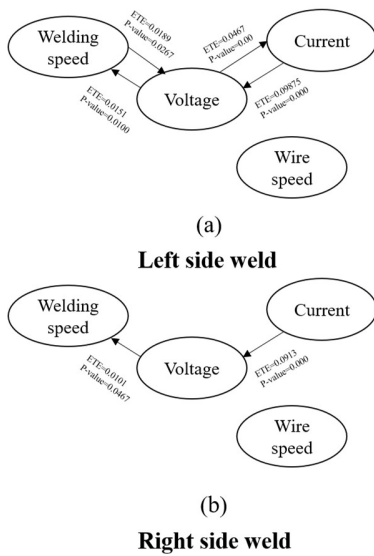 ETE=0.0189
P-value=0.0267
ETE=0.0467
P-value=0.00
Welding
speed
Current
Voltage
ETE=0.0151
P-value=0.0100
ETE=0.09875
P-value=0.000
Wire
speed
(a)
Left side weld
Welding
speed
Current
Voltage
ETE=0.0101
P-value=0.0467
ETE=0.0913
P-value=0.000
Wire
speed
(b)
Right side weld